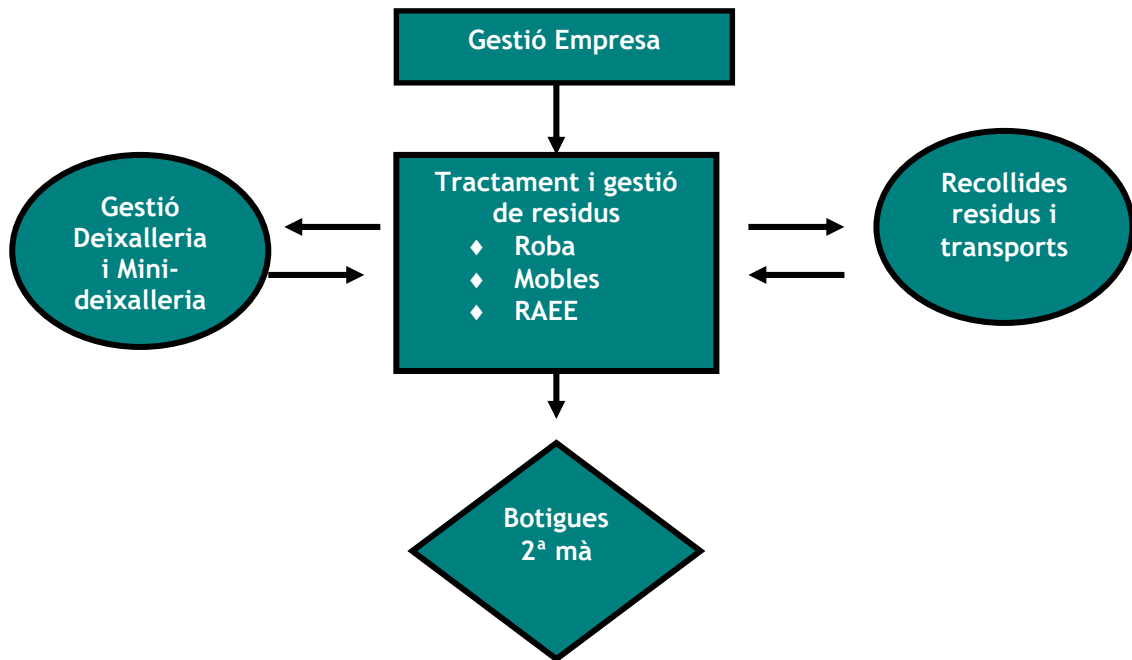 Gestió Empresa
Gestió
Deixalleria
i Mini-
deixalleria
Tractament i gestió
de residus
♦ Roba
♦ Mobles
♦ RAEE
Recollides
residus i
transports
Botigues
2ª mà